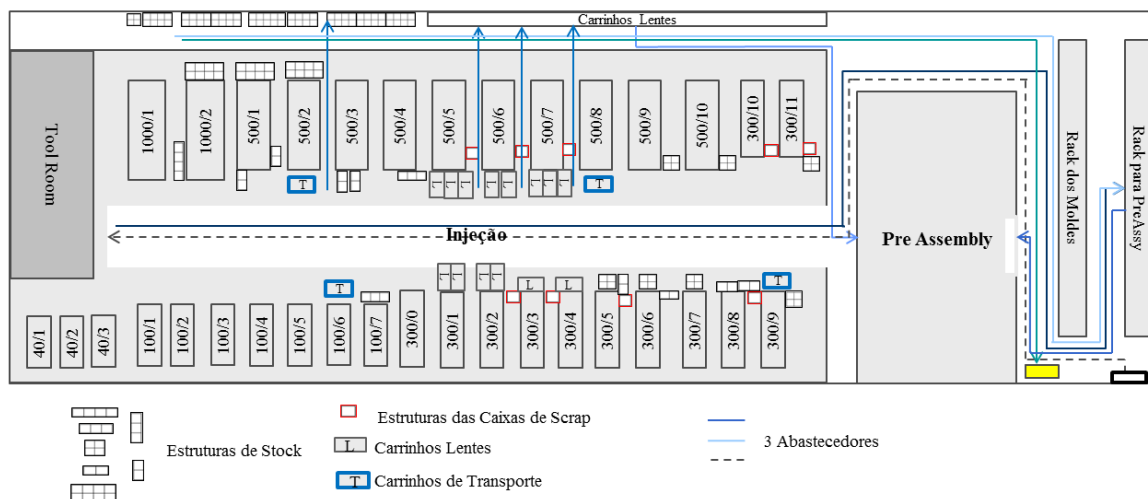 Carrinhos Lentes
Tool Room
1000/1
1000/2
500/1
500/2
500/3
500/4
500/5
500/6
500/7
500/8
500/9
500/10
300/10
300/11
T
L
L
L
L
L
L
L
L
T
Injeção
Pre Assembly
Rack dos Moldes
Rack para PreAssy
T
L
L
L
L
L
L
T
40/1
40/2
40/3
100/1
100/2
100/3
100/4
100/5
100/6
100/7
300/0
300/1
300/2
300/3
300/4
300/5
300/6
300/7
300/8
300/9
Estruturas de Stock
Estruturas das Caixas de Scrap
L Carrinhos Lentes
T Carrinhos de Transporte
3 Abastecedores